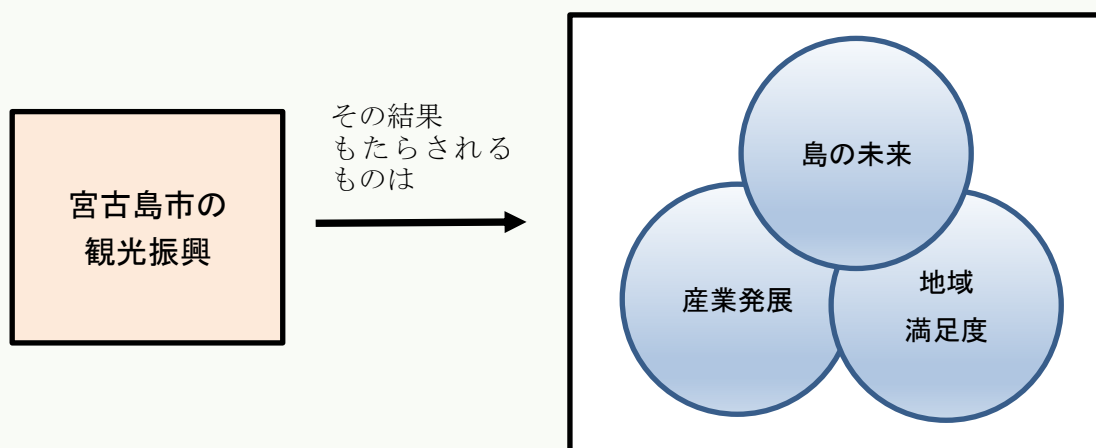 宮古島市の
観光振興
その結果
もたらされる
ものは
島の未来
産業発展
地域
満足度